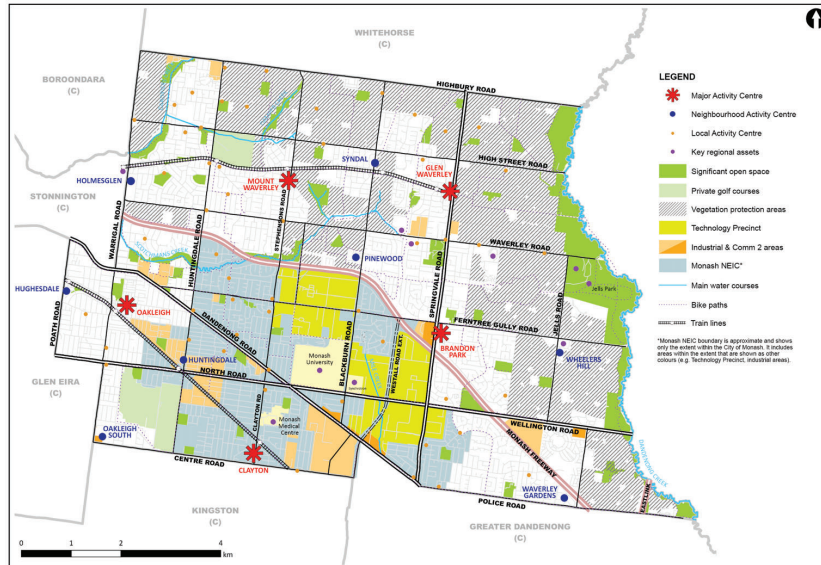 WHITEHORSE
(C)
BOROONDARA
(C)
HIGHBURY ROAD
HIGH STREET ROAD
SYNDAL
GLEN
WAVERLEY
HOLMESGLEN
MOUNT
WAVERLEY
STONNINGTON
(C)
STEPHENSONS ROAD
WARRIGAL ROAD
HUNTINGDALE ROAD
WAVERLEY ROAD
PINEWOOD
SPRINGVALE ROAD
HUGHESDALE
OAKLEIGH
POATH ROAD
DANDENONG ROAD
Jells Park
JELLS ROAD
FERNTREE GULLY ROAD
BRANDON
PARK
BLACKBURN ROAD
WESTALL ROAD EXT.
Monash
University
HUNTINGDALE
NORTH ROAD
WHEELERS
HILL
GLEN EIRA
(C)
CLAYTON RD
Monash
Medical
Centre
OAKLEIGH
SOUTH
CENTRE ROAD
CLAYTON
WELLINGTON ROAD
MONASH FREEWAY
DANDENONG CREEK
EASTLINK
WAVERLEY
GARDENS
POLICE ROAD
KINGSTON
(C)
GREATER DANDENONG
(C)
0 1 2 4
km
LEGEND
Major Activity Centre
Neighbourhood Activity Centre
Local Activity Centre
Key regional assets
Significant open space
Private golf courses
Vegetation protection areas
Technology Precinct
Industrial & Comm 2 areas
Monash NEIC*
Main water courses
Bike paths
Train lines
*Monash NEIC boundary is approximate and shows
only the extent within the City of Monash. It includes
areas within the extent that are shown as other
colours (e.g. Technology Precinct, industrial areas).